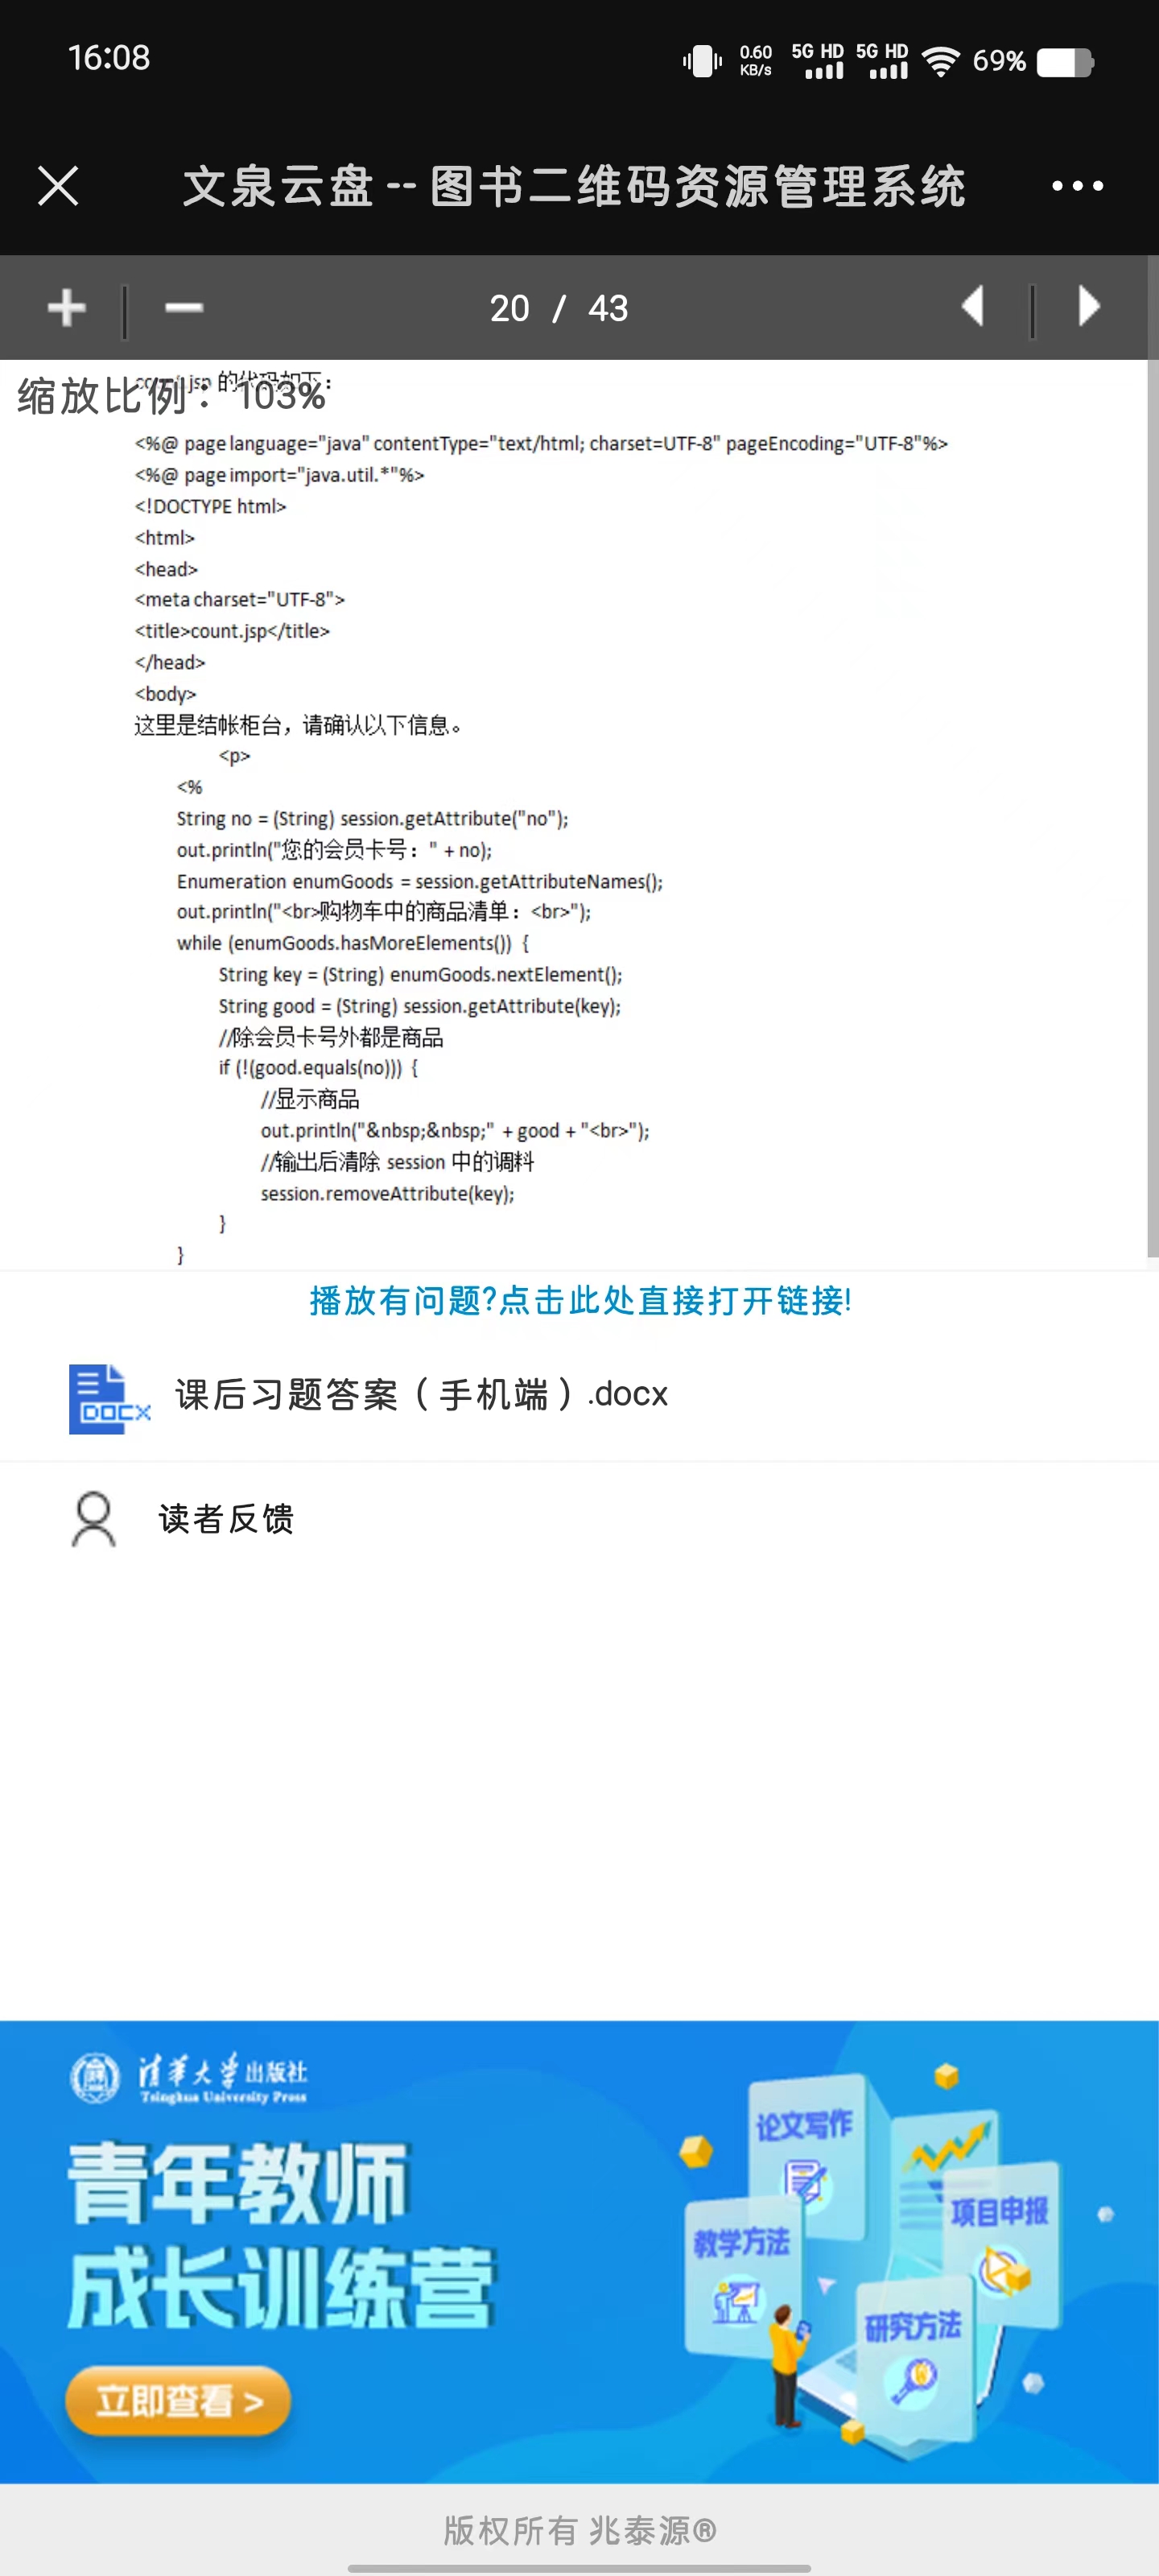 16:08
0.60
KB/s
5G HD
5G HD
69%
文泉云盘--图书二维码资源管理系统
20 / 43
count.jsp 的代码如下：
缩放比例：103%
<%@ page language="java" contentType="text/html; charset=UTF-8" pageEncoding="UTF-8"%>
<%@ page import="java.util.*"%>
<!DOCTYPE html>
<html>
<head>
<meta charset="UTF-8">
<title>count.jsp</title>
</head>
<body>
这里是结帐柜台，请确认以下信息。
<p>
<%
String no = (String) session.getAttribute("no");
out.println("您的会员卡号：" + no);
Enumeration enumGoods = session.getAttributeNames();
out.println("<br>购物车中的商品清单：<br>");
while (enumGoods.hasMoreElements()) {
String key = (String) enumGoods.nextElement();
String good = (String) session.getAttribute(key);
//除会员卡号外都是商品
if (!(good.equals(no))) {
//显示商品
out.println("&nbsp;&nbsp;" + good + "<br>");
//输出后清除 session 中的调料
session.removeAttribute(key);
}
}
播放有问题?点击此处直接打开链接!
DOCX
课后习题答案（手机端）.docx
读者反馈
清华大学出版社
Tsinghua University Press
青年教师
成长训练营
立即查看 >
论文写作
项目申报
教学方法
研究方法
版权所有 兆泰源®